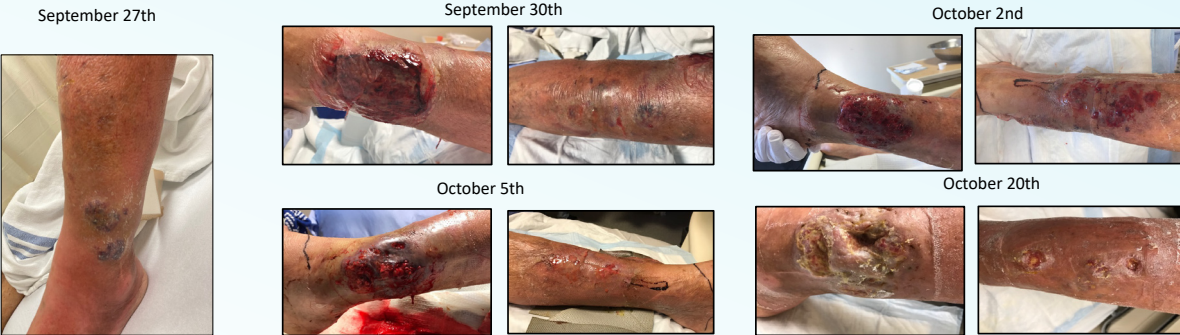 September 27th
September 30th
October 2nd
October 5th
October 20th